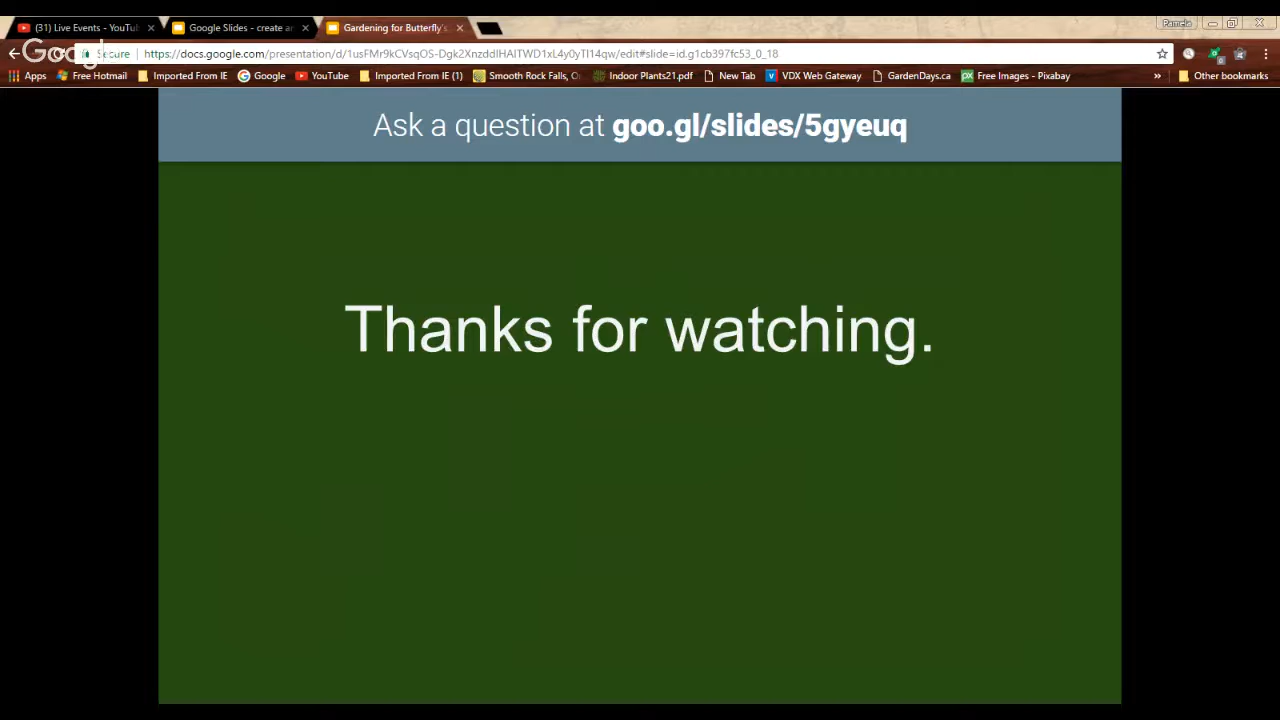 (31) Live Events - YouTub
Google Slides - create an
Gardening for Butterfly's
Pamela
Secure
https://docs.google.com/presentation/d/1usFMr9kCVsqOS-Dgk2XnzddIHAITWD1xL4y0yTI14qw/edit#slide=id.g1cb397fc53_0_18
Apps Free Hotmail Imported From IE Google YouTube Imported From IE (1) Smooth Rock Falls, O Indoor Plants21.pdf New Tab VDX Web Gateway GardenDays.ca Free Images - Pixabay » Other bookmarks
Ask a question at goo.gl/slides/5gyeuq
Thanks for watching.